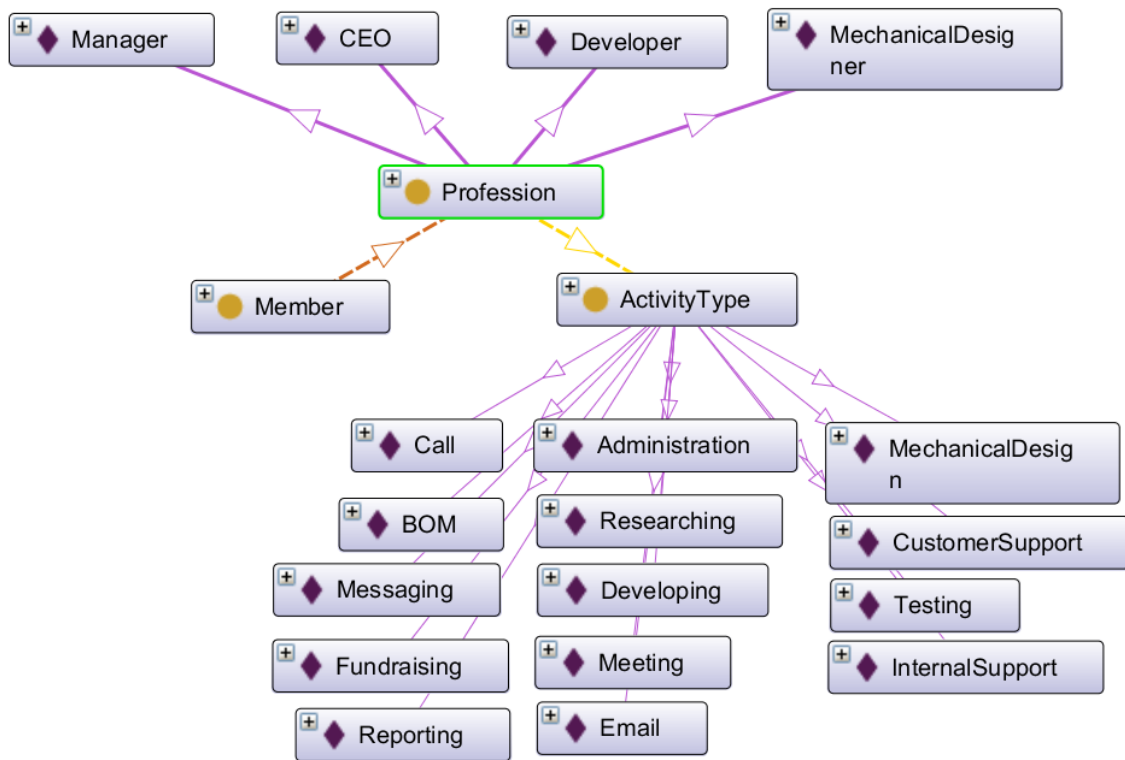 Manager
CEO
Developer
MechanicalDesig
ner
Profession
Member
ActivityType
Call
Administration
MechanicalDesig
n
BOM
Researching
CustomerSupport
Messaging
Developing
Testing
Fundraising
Meeting
InternalSupport
Reporting
Email